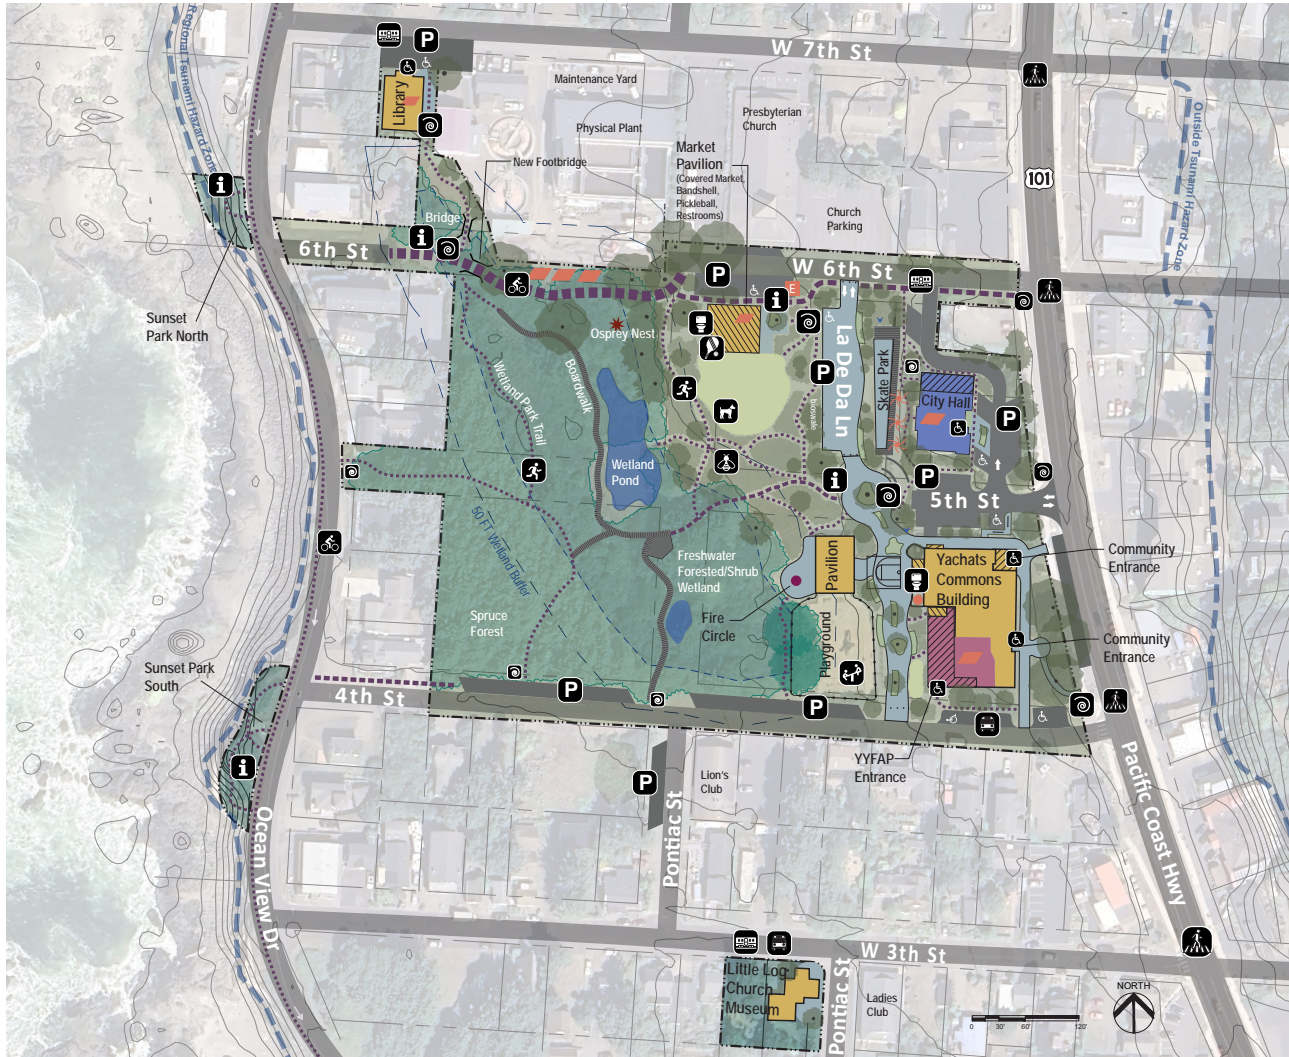 W 7th St
P
Library
Maintenance Yard
Physical Plant
Presbyterian
Church
Regional Tsunami Hazard Zone
Outside Tsunami Hazard Zone
101
New Footbridge
Market
Pavilion
(Covered Market,
Bandshell,
Pickleball,
Restrooms)
Church
Parking
i
Bridge
i
6th St
W 6th St
P
E
i
Sunset
Park North
Osprey Nest
Boardwalk
Wetland Park Trail
La De Da Ln
Skate Park
P
bioswale
City Hall
P
Wetland
Pond
i
P
5th St
50 FT Wetland Buffer
Freshwater
Forested/Shrub
Wetland
Pavilion
Yachats
Commons
Building
Community
Entrance
Fire
Circle
Spruce
Forest
Playground
Community
Entrance
Sunset Park
South
4th St
P
P
i
YYFAP
Entrance
P
Lion's
Club
Pontiac St
Pacific Coast Hwy
Ocean View Dr
W 3th St
Little Log
Church
Museum
Pontiac St
Ladies
Club
NORTH
0 30' 60' 120'